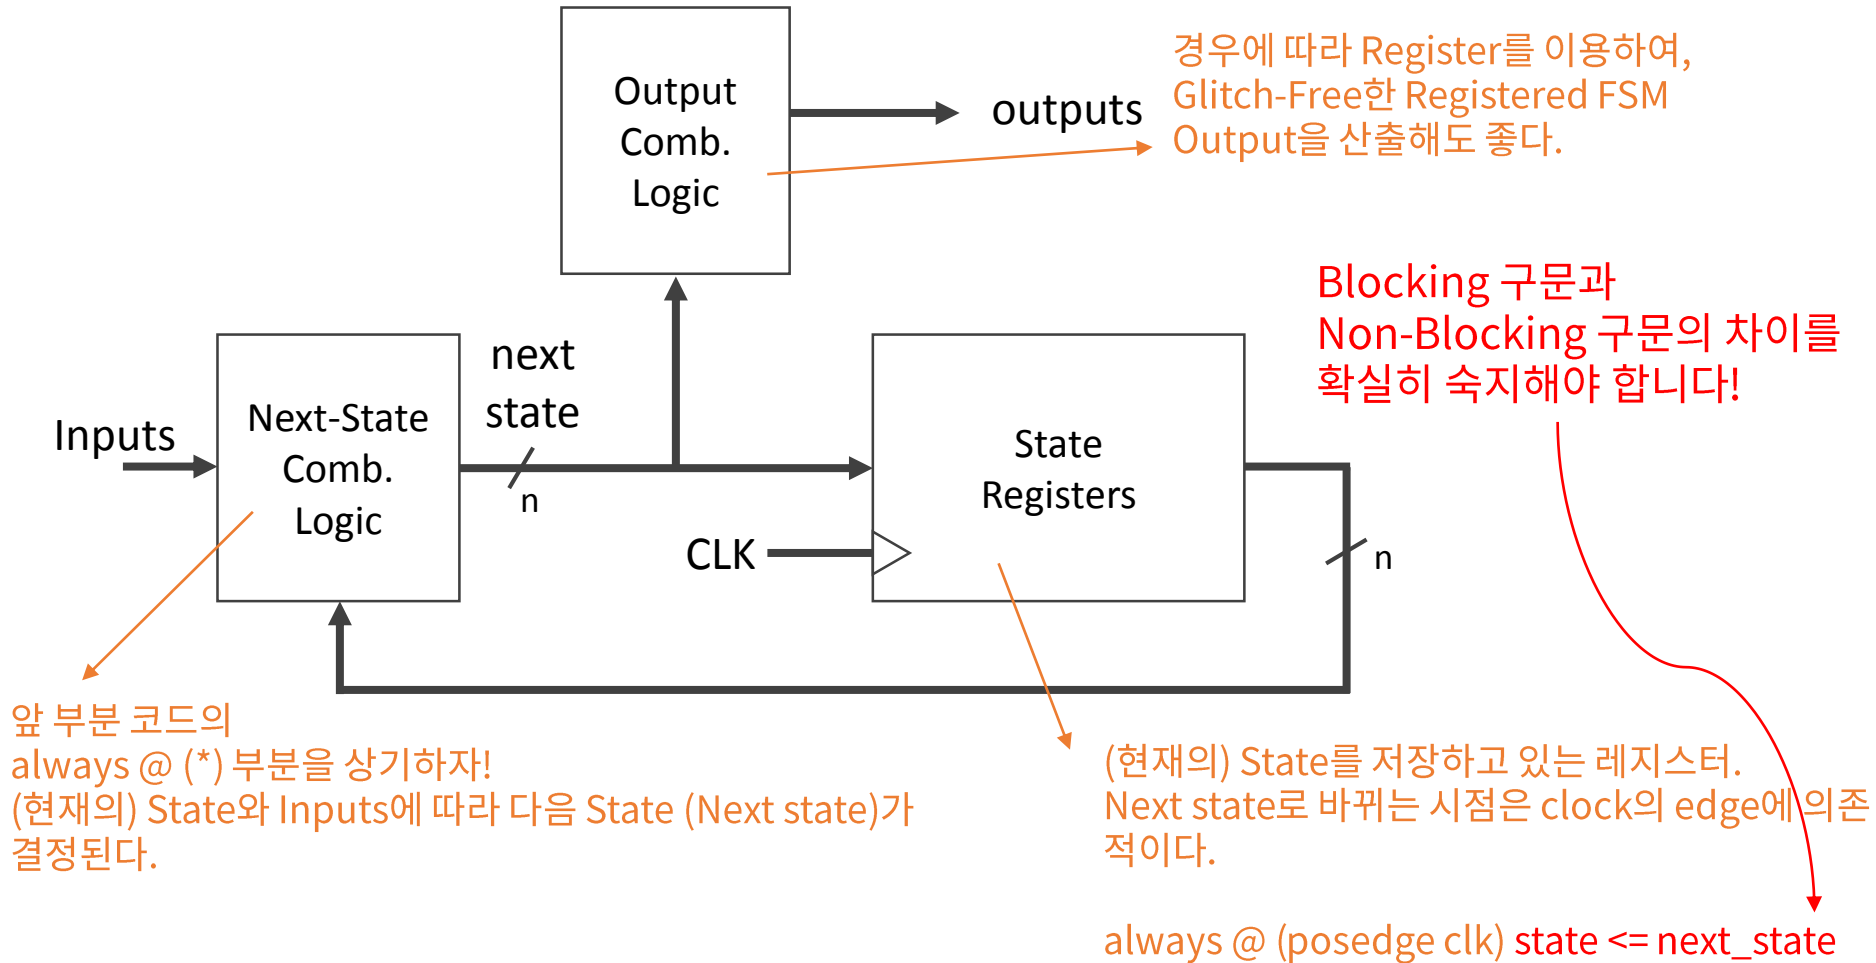 Output
Comb.
Logic
outputs
경우에 따라 Register를 이용하여,
Glitch-Free한 Registered FSM
Output을 산출해도 좋다.
Blocking 구문과
Non-Blocking 구문의 차이를
확실히 숙지해야 합니다!
Inputs
Next-State
Comb.
Logic
next
state
n
State
Registers
CLK
n
앞 부분 코드의
always @ (*) 부분을 상기하자!
(현재의) State와 Inputs에 따라 다음 State (Next state)가
결정된다.
(현재의) State를 저장하고 있는 레지스터.
Next state로 바뀌는 시점은 clock의 edge에 의존
적이다.
always @ (posedge clk) state <= next_state